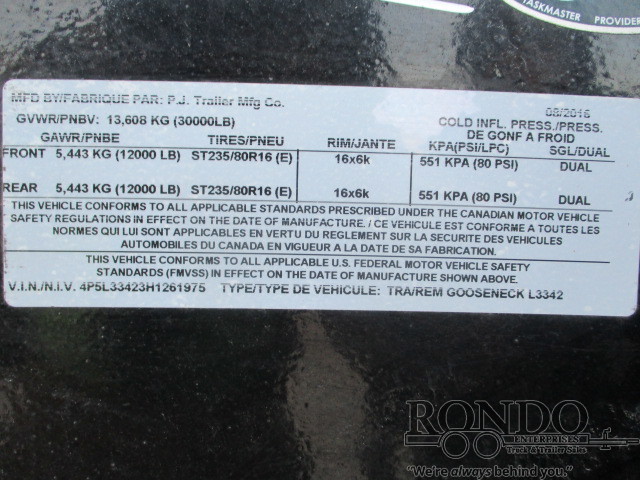 TASKMASTER PROVIDER
MFD BY/FABRIQUE PAR: P.J. Trailer Mfg Co. 08/2016
GVWR/PNBV: 13,608 KG (30000LB) COLD INFL. PRESS./PRESS.
DE GONF A FROID
GAWR/PNBE TIRES/PNEU RIM/JANTE KPA(PSI/LPC) SGL/DUAL
FRONT 5,443 KG (12000 LB) ST235/80R16 (E) 16x6k 551 KPA (80 PSI) DUAL
REAR 5,443 KG (12000 LB) ST235/80R16 (E) 16x6k 551 KPA (80 PSI) DUAL
THIS VEHICLE CONFORMS TO ALL APPLICABLE STANDARDS PRESCRIBED UNDER THE CANADIAN MOTOR VEHICLE
SAFETY REGULATIONS IN EFFECT ON THE DATE OF MANUFACTURE. / CE VEHICULE EST CONFORME A TOUTES LES
NORMES QUI LUI SONT APPLICABLES EN VERTU DU REGLEMENT SUR LA SECURITE DES VEHICULES
AUTOMOBILES DU CANADA EN VIGUEUR A LA DATE DE SA FABRICATION.
THIS VEHICLE CONFORMS TO ALL APPLICABLE U.S. FEDERAL MOTOR VEHICLE SAFETY
STANDARDS (FMVSS) IN EFFECT ON THE DATE OF MANUFACTURE SHOWN ABOVE.
V.I.N./N.I.V. 4P5L33423H1261975 TYPE/TYPE DE VEHICULE: TRA/REM GOOSENECK L3342
RONDO
ENTERPRISES
Truck & Trailer Sales
"We're always behind you."